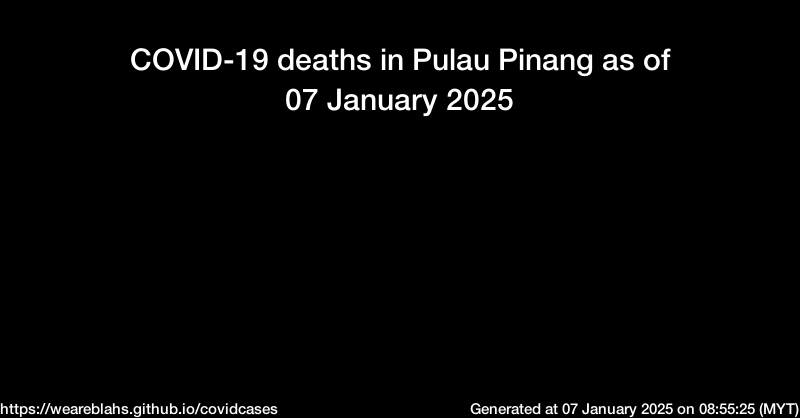 COVID-19 deaths in Pulau Pinang as of
07 January 2025
https://weareblahs.github.io/covidcases
Generated at 07 January 2025 on 08:55:25 (MYT)